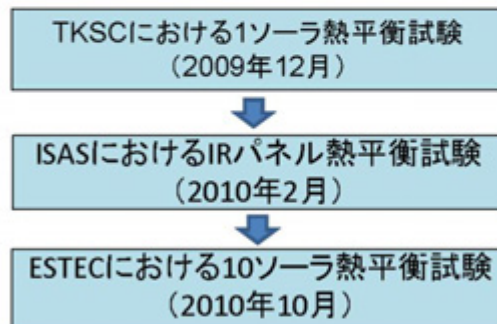 TKSCにおける1ソーラ熱平衡試験
（2009年12月）
ISASにおけるIRパネル熱平衡試験
（2010年2月）
ESTECにおける10ソーラ熱平衡試験
（2010年10月）